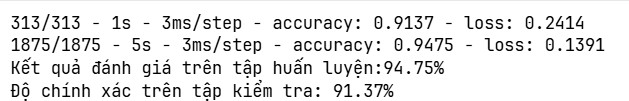 313/313 - 1s - 3ms/step - accuracy: 0.9137 - loss: 0.2414
1875/1875 - 5s - 3ms/step - accuracy: 0.9475 - loss: 0.1391
Kết quả đánh giá trên tập huấn luyện:94.75%
Độ chính xác trên tập kiểm tra: 91.37%